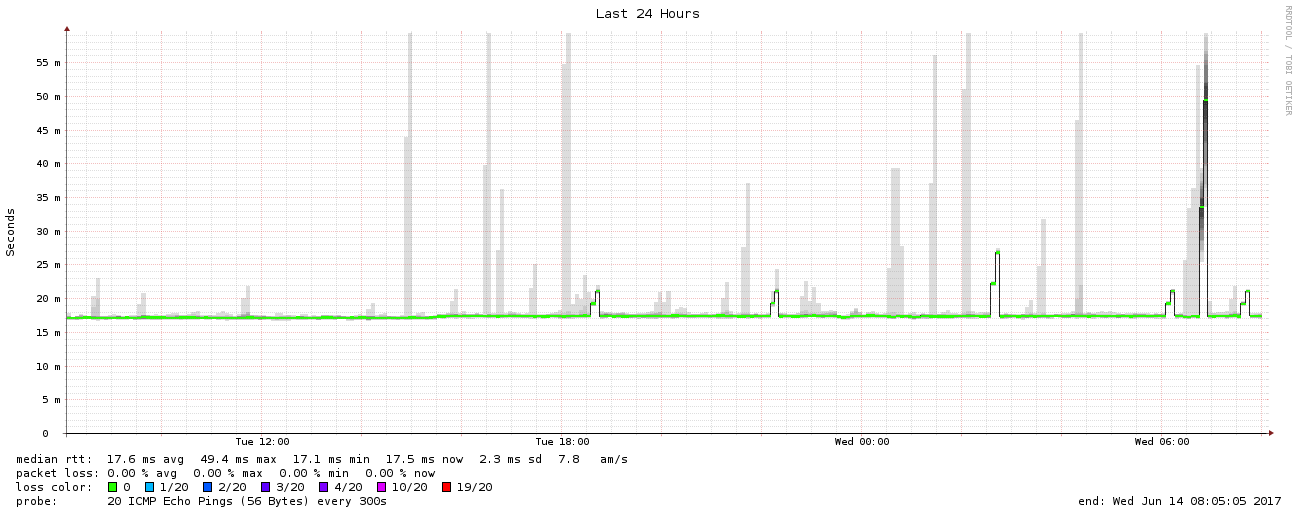 Last 24 Hours
RRDTOOL / TOBI OETIKER
Seconds
55 m
50 m
45 m
40 m
35 m
30 m
25 m
20 m
15 m
10 m
5 m
0
Tue 12:00 Tue 18:00 Wed 00:00 Wed 06:00
median rtt: 17.6 ms avg 49.4 ms max 17.1 ms min 17.5 ms now 2.3 ms sd 7.8 am/s
packet loss: 0.00 % avg 0.00 % max 0.00 % min 0.00 % now
loss color: 0 1/20 2/20 3/20 4/20 10/20 19/20
probe: 20 ICMP Echo Pings (56 Bytes) every 300s end: Wed Jun 14 08:05:05 2017